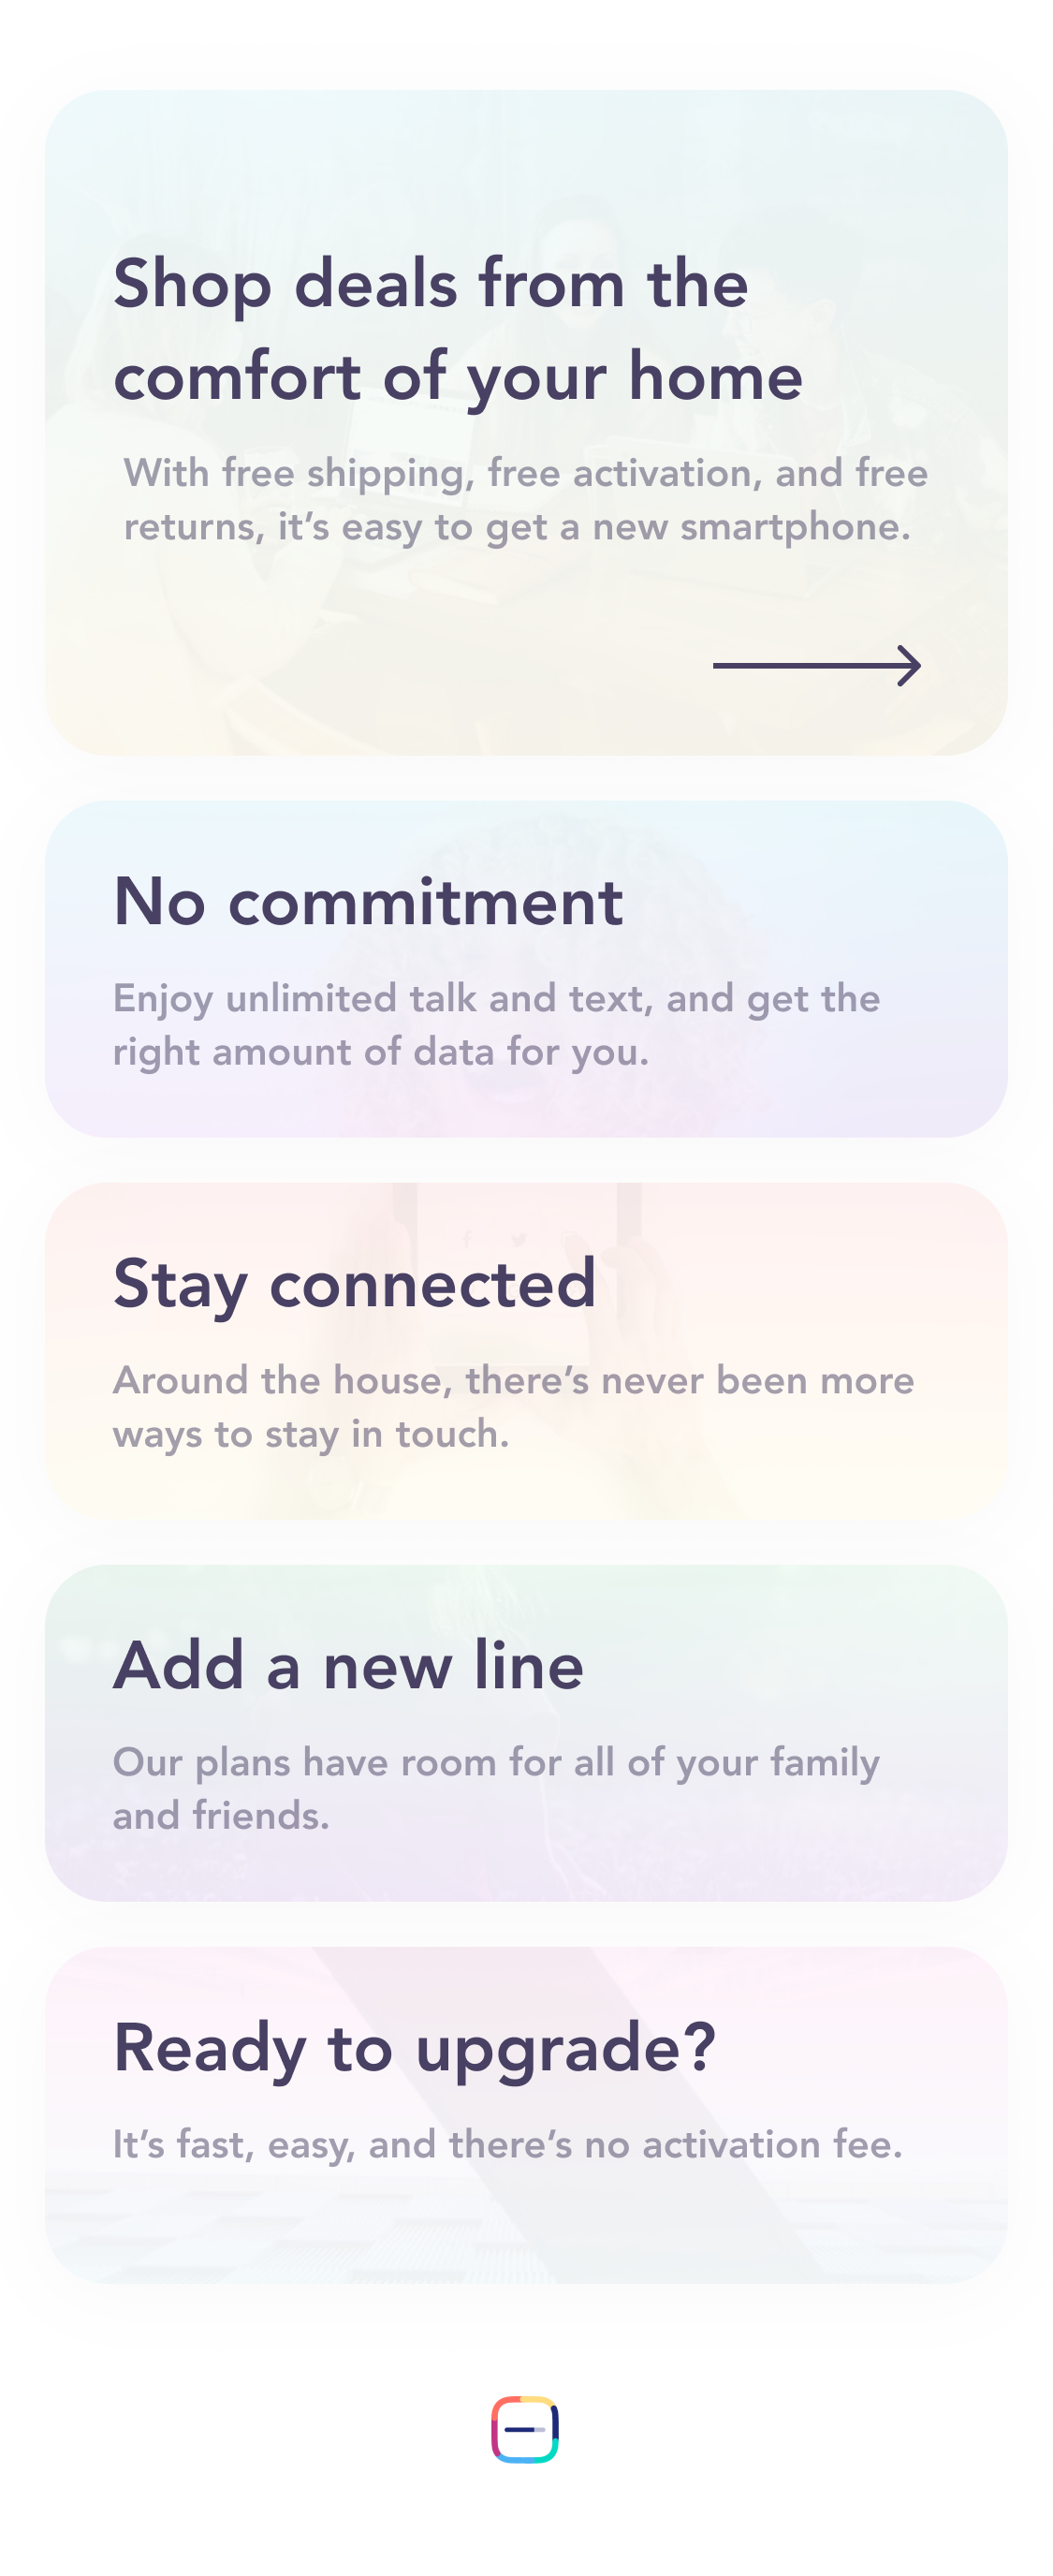 Shop deals from the
comfort of your home
With free shipping, free activation, and free
returns, it’s easy to get a new smartphone.
No commitment
Enjoy unlimited talk and text, and get the
right amount of data for you.
Stay connected
Around the house, there’s never been more
ways to stay in touch.
Add a new line
Our plans have room for all of your family
and friends.
Ready to upgrade?
It’s fast, easy, and there’s no activation fee.